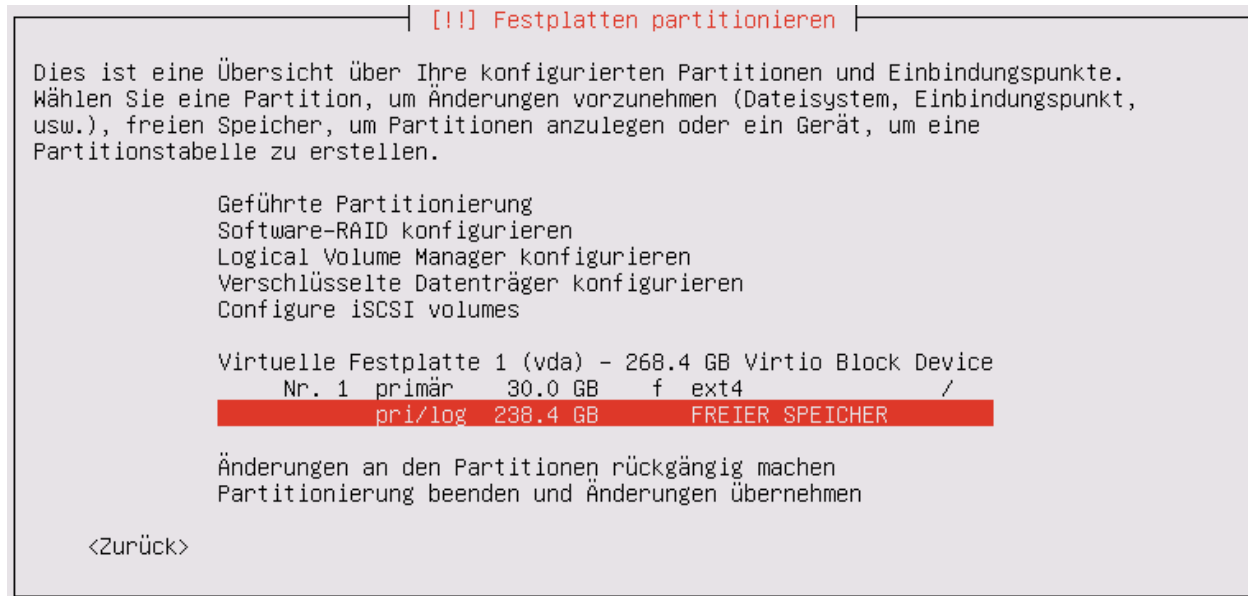 [!!] Festplatten partitionieren
Dies ist eine Übersicht über Ihre konfigurierten Partitionen und Einbindungspunkte.
Wählen Sie eine Partition, um Änderungen vorzunehmen (Dateisystem, Einbindungspunkt,
usw.), freien Speicher, um Partitionen anzulegen oder ein Gerät, um eine
Partitionstabelle zu erstellen.
Geführte Partitionierung
Software-RAID konfigurieren
Logical Volume Manager konfigurieren
Verschlüsselte Datenträger konfigurieren
Configure iSCSI volumes
Virtuelle Festplatte 1 (vda) - 268.4 GB Virtio Block Device
Nr. 1 primär 30.0 GB f ext4 /
pri/log 238.4 GB FREIER SPEICHER
Änderungen an den Partitionen rückgängig machen
Partitionierung beenden und Änderungen übernehmen
<Zurück>